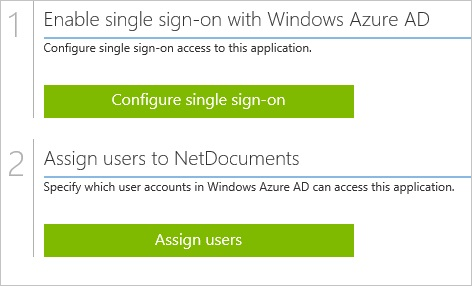 1
Enable single sign-on with Windows Azure AD
Configure single sign-on access to this application.
Configure single sign-on
2
Assign users to NetDocuments
Specify which user accounts in Windows Azure AD can access this application.
Assign users